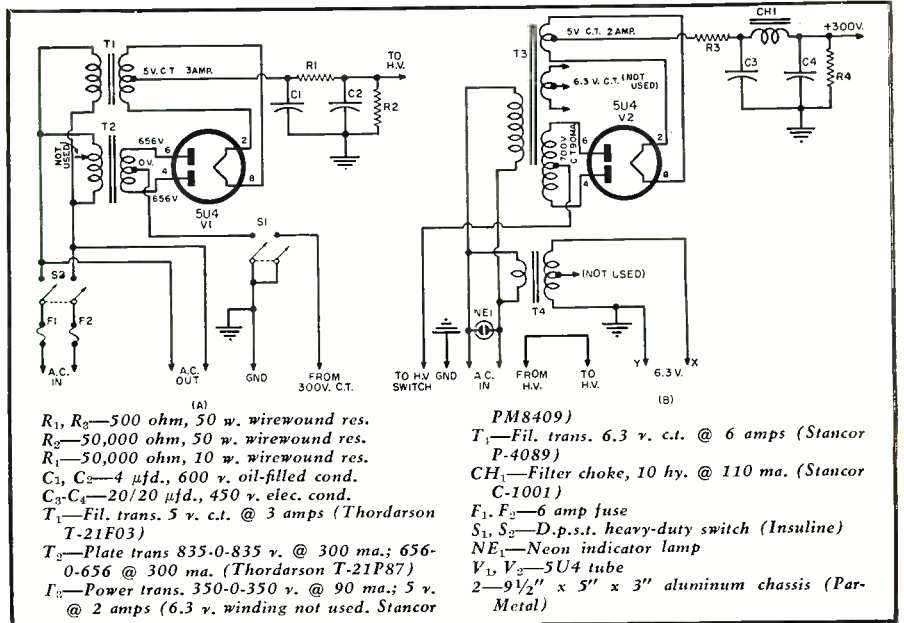 T1
5V. C.T. 3 AMP.
R1
TO H.V.
C1
C2
R2
T2
NOT USED
656V
6
0V.
4
656V
2
8
5U4
V1
S1
S2
F1
F2
A.C. IN
A.C. OUT
GND
FROM 300V. C.T.
(A)
T3
5V C.T. 2 AMP.
6.3 V. C.T. (NOT USED)
700V C T 90MA.
6
4
2
8
5U4
V2
R3
CH1
+300V.
C3
C4
R4
T4
(NOT USED)
NE1
TO H.V. SWITCH
GND
A.C. IN
FROM H.V.
TO H.V.
Y
X
6.3 V.
(B)
R1, R3—500 ohm, 50 w. wirewound res.
R2—50,000 ohm, 50 w. wirewound res.
R1—50,000 ohm, 10 w. wirewound res.
C1, C2—4 µfd., 600 v. oil-filled cond.
C3-C4—20/20 µfd., 450 v. elec. cond.
T1—Fil. trans. 5 v. c.t. @ 3 amps (Thordarson
T-21F03)
T2—Plate trans 835-0-835 v. @ 300 ma.; 656-
0-656 @ 300 ma. (Thordarson T-21P87)
T3—Power trans. 350-0-350 v. @ 90 ma.; 5 v.
@ 2 amps (6.3 v. winding not used. Stancor
PM8409)
T1—Fil. trans. 6.3 v. c.t. @ 6 amps (Stancor
P-4089)
CH1—Filter choke, 10 hy. @ 110 ma. (Stancor
C-1001)
F1, F2—6 amp fuse
S1, S2—D.p.s.t. heavy-duty switch (Insuline)
NE1—Neon indicator lamp
V1, V2—5U4 tube
2—9 1/2" x 5" x 3" aluminum chassis (Par-
Metal)